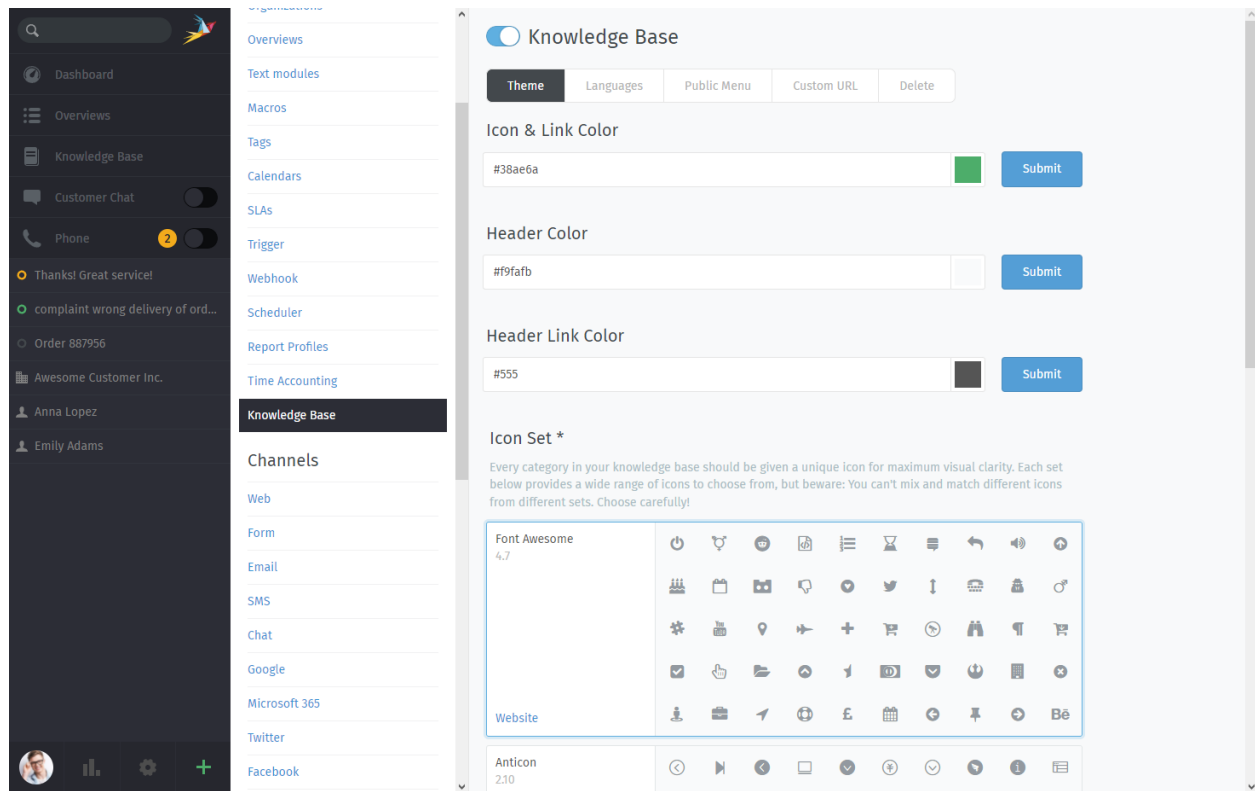 Dashboard
Overviews
Knowledge Base
Customer Chat
Phone
2
Thanks! Great service!
complaint wrong delivery of ord...
Order 887956
Awesome Customer Inc.
Anna Lopez
Emily Adams
Organizations
Overviews
Text modules
Macros
Tags
Calendars
SLAs
Trigger
Webhook
Scheduler
Report Profiles
Time Accounting
Knowledge Base
Channels
Web
Form
Email
SMS
Chat
Google
Microsoft 365
Twitter
Facebook
Knowledge Base
Theme
Languages
Public Menu
Custom URL
Delete
Icon & Link Color
#38ae6a
Submit
Header Color
#f9fafb
Submit
Header Link Color
#555
Submit
Icon Set *
Every category in your knowledge base should be given a unique icon for maximum visual clarity. Each set
below provides a wide range of icons to choose from, but beware: You can't mix and match different icons
from different sets. Choose carefully!
Font Awesome
4.7
Website
Anticon
2.10